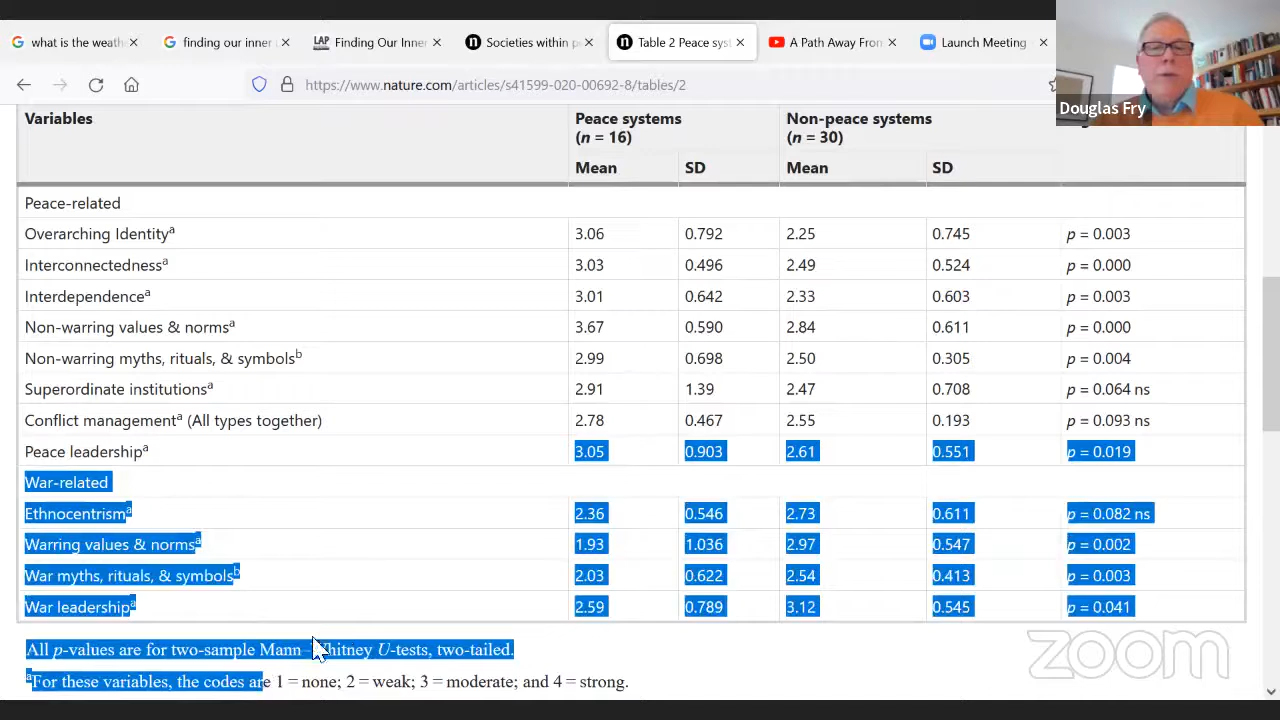 what is the weath
finding our inner
LAP Finding Our Inner
Societies within p
Table 2 Peace sys
A Path Away Fron
Launch Meeting
https://www.nature.com/articles/s41599-020-00692-8/tables/2
Douglas Fry
Variables Peace systems (n = 16) Non-peace systems (n = 30)
Mean SD Mean SD
Peace-related
Overarching Identityᵃ 3.06 0.792 2.25 0.745 p = 0.003
Interconnectednessᵃ 3.03 0.496 2.49 0.524 p = 0.000
Interdependenceᵃ 3.01 0.642 2.33 0.603 p = 0.003
Non-warring values & normsᵃ 3.67 0.590 2.84 0.611 p = 0.000
Non-warring myths, rituals, & symbolsᵇ 2.99 0.698 2.50 0.305 p = 0.004
Superordinate institutionsᵃ 2.91 1.39 2.47 0.708 p = 0.064 ns
Conflict managementᵃ (All types together) 2.78 0.467 2.55 0.193 p = 0.093 ns
Peace leadershipᵃ 3.05 0.903 2.61 0.551 p = 0.019
War-related
Ethnocentrismᵃ 2.36 0.546 2.73 0.611 p = 0.082 ns
Warring values & normsᵃ 1.93 1.036 2.97 0.547 p = 0.002
War myths, rituals, & symbolsᵇ 2.03 0.622 2.54 0.413 p = 0.003
War leadershipᵃ 2.59 0.789 3.12 0.545 p = 0.041
All p-values are for two-sample Mann–Whitney U-tests, two-tailed.
ᵃFor these variables, the codes are 1 = none; 2 = weak; 3 = moderate; and 4 = strong.
zoom